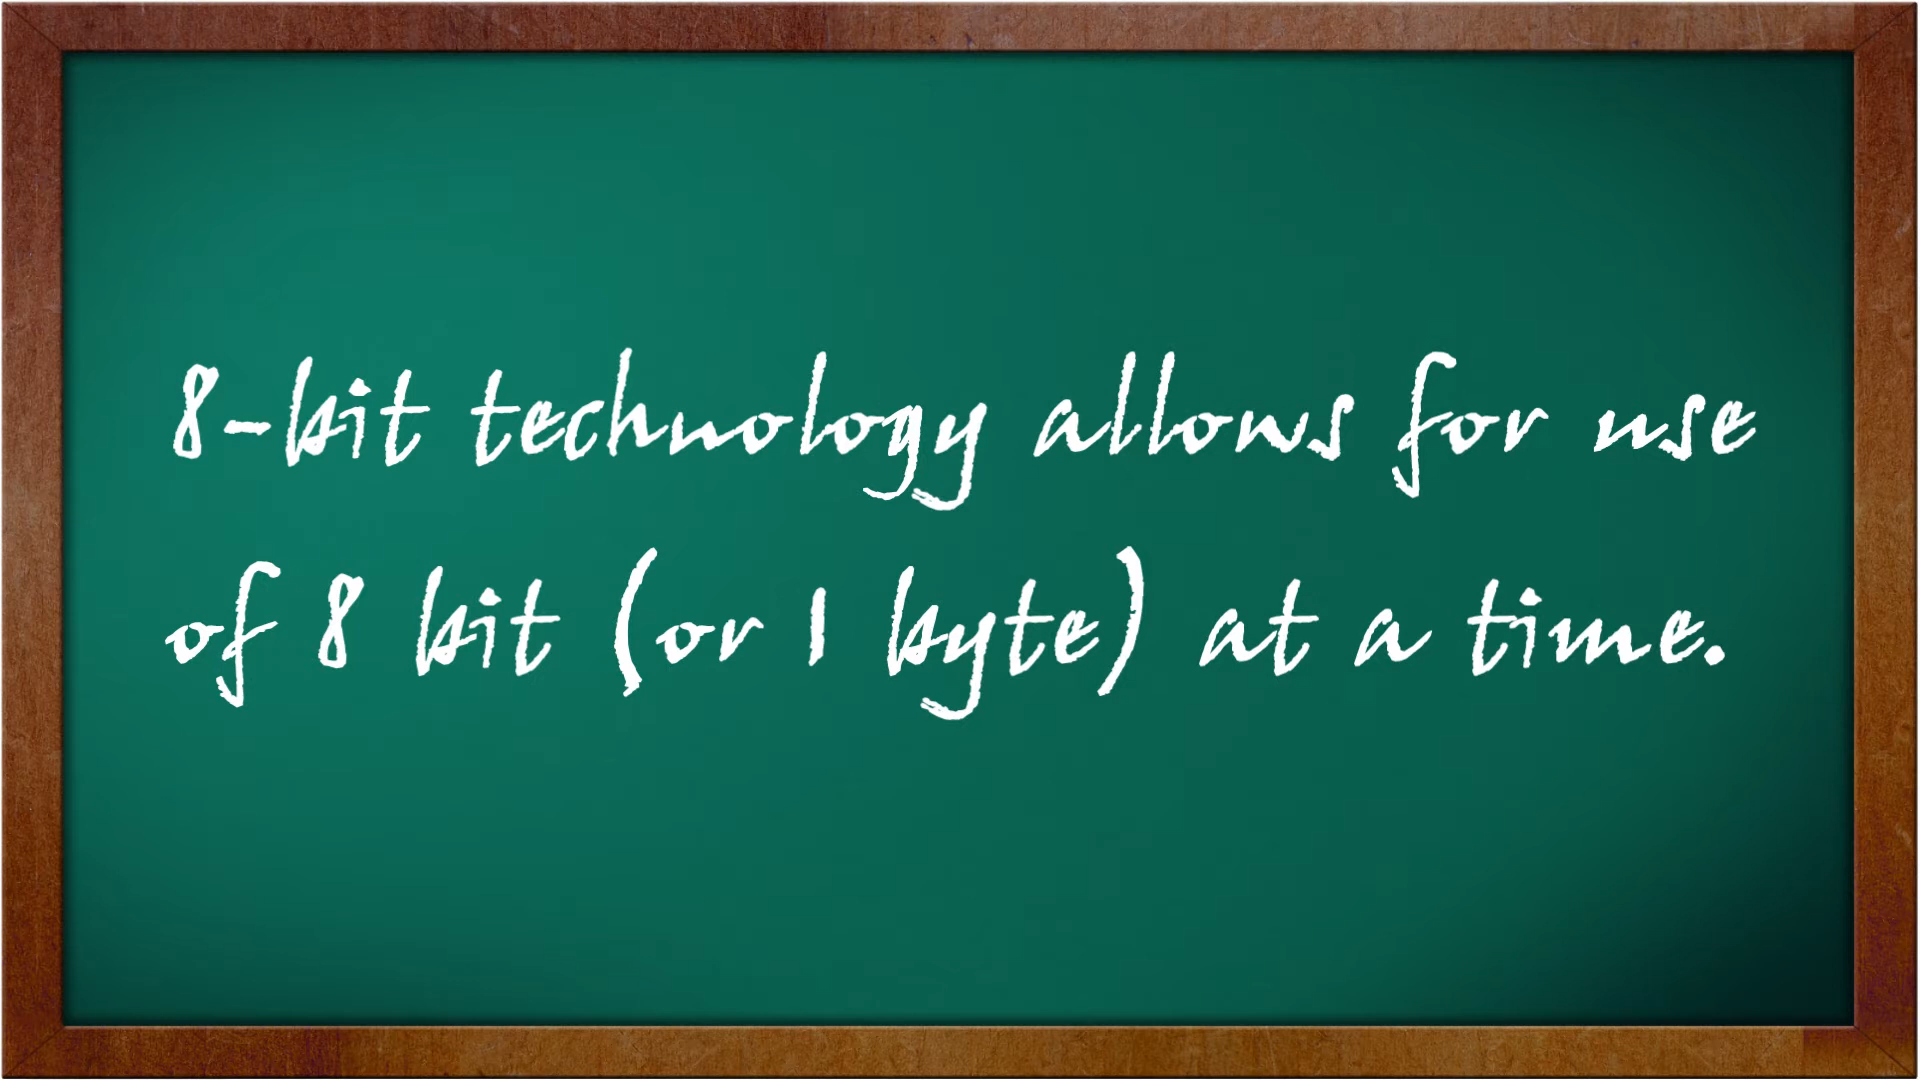 8-bit technology allows for use
of 8 bit (or 1 byte) at a time.